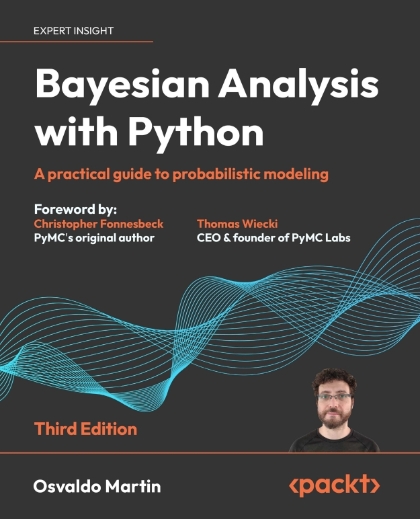 EXPERT INSIGHT
Bayesian Analysis
with Python
A practical guide to probabilistic modeling
Foreword by:
Christopher Fonnesbeck
PyMC's original author
Thomas Wiecki
CEO & founder of PyMC Labs
Third Edition
Osvaldo Martin
<packt>